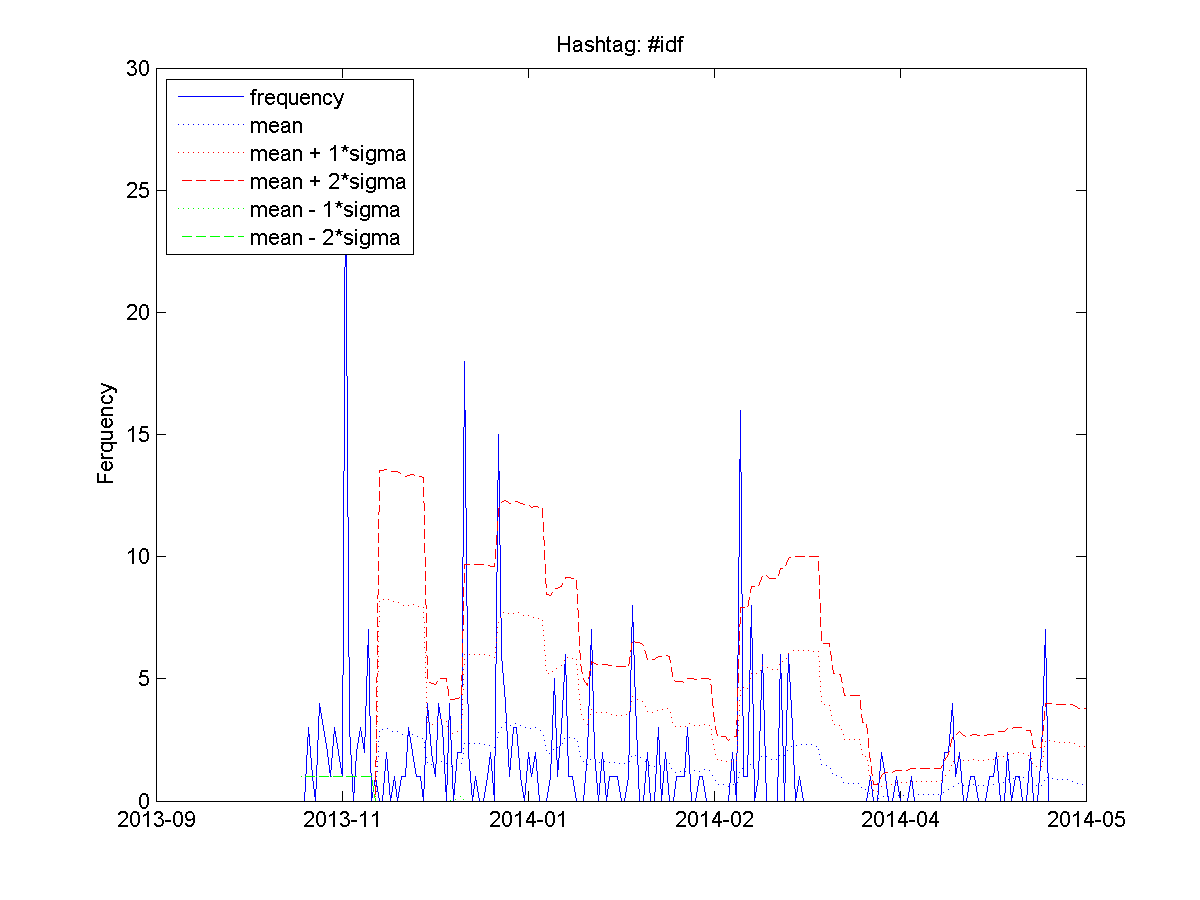 Hashtag: #idf
30
25
20
15
10
5
0
Ferquency
frequency
mean
mean + 1*sigma
mean + 2*sigma
mean - 1*sigma
mean - 2*sigma
2013-09 2013-11 2014-01 2014-02 2014-04 2014-05